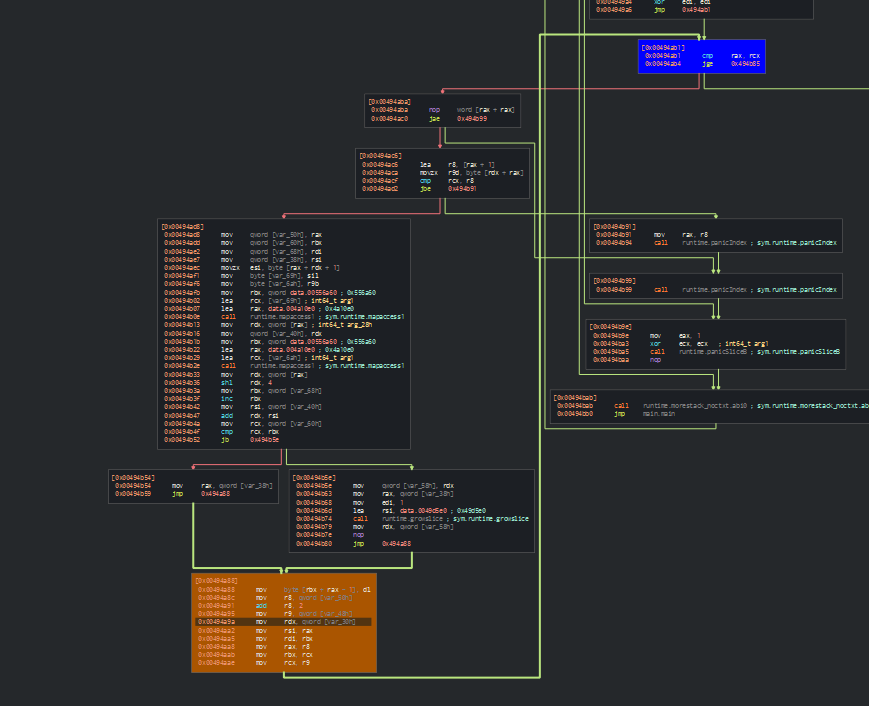 0x004949a4 xor edi, edi
0x004949a6 jmp 0x494ab1
[0x00494ab1]
0x00494ab1 cmp rax, rcx
0x00494ab4 jge 0x494b85
[0x00494aba]
0x00494aba nop word [rax + rax]
0x00494ac0 jae 0x494b99
[0x00494ac6]
0x00494ac6 lea r8, [rax + 1]
0x00494aca movzx r9d, byte [rdx + rax]
0x00494acf cmp rcx, r8
0x00494ad2 jbe 0x494b91
[0x00494ad8]
0x00494ad8 mov qword [var_50h], rax
0x00494add mov qword [var_60h], rbx
0x00494ae2 mov qword [var_68h], rdi
0x00494ae7 mov qword [var_38h], rsi
0x00494aec movzx esi, byte [rax + rdx + 1]
0x00494af1 mov byte [var_69h], sil
0x00494af6 mov byte [var_6ah], r9b
0x00494afb mov rbx, qword data.00556a60 ; 0x556a60
0x00494b02 lea rcx, [var_69h] ; int64_t arg1
0x00494b07 lea rax, data.004a10e0 ; 0x4a10e0
0x00494b0e call runtime.mapaccess1 ; sym.runtime.mapaccess1
0x00494b13 mov rdx, qword [rax] ; int64_t arg_28h
0x00494b16 mov qword [var_40h], rdx
0x00494b1b mov rbx, qword data.00556a60 ; 0x556a60
0x00494b22 lea rax, data.004a10e0 ; 0x4a10e0
0x00494b29 lea rcx, [var_6ah] ; int64_t arg1
0x00494b2e call runtime.mapaccess1 ; sym.runtime.mapaccess1
0x00494b33 mov rdx, qword [rax]
0x00494b36 shl rdx, 4
0x00494b3a mov rbx, qword [var_68h]
0x00494b3f inc rbx
0x00494b42 mov rsi, qword [var_40h]
0x00494b47 add rdx, rsi
0x00494b4a mov rcx, qword [var_60h]
0x00494b4f cmp rcx, rbx
0x00494b52 jb 0x494b5e
[0x00494b91]
0x00494b91 mov rax, r8
0x00494b94 call runtime.panicIndex ; sym.runtime.panicIndex
[0x00494b99]
0x00494b99 call runtime.panicIndex ; sym.runtime.panicIndex
[0x00494b9e]
0x00494b9e mov eax, 1
0x00494ba3 xor ecx, ecx ; int64_t arg1
0x00494ba5 call runtime.panicSliceB ; sym.runtime.panicSliceB
0x00494baa nop
[0x00494bab]
0x00494bab call runtime.morestack_noctxt.abi0 ; sym.runtime.morestack_noctxt.ab
0x00494bb0 jmp main.main
[0x00494b54]
0x00494b54 mov rax, qword [var_38h]
0x00494b59 jmp 0x494a88
[0x00494b5e]
0x00494b5e mov qword [var_58h], rdx
0x00494b63 mov rax, qword [var_38h]
0x00494b68 mov edi, 1
0x00494b6d lea rsi, data.0049d5e0 ; 0x49d5e0
0x00494b74 call runtime.growslice ; sym.runtime.growslice
0x00494b79 mov rdx, qword [var_58h]
0x00494b7e nop
0x00494b80 jmp 0x494a88
[0x00494a88]
0x00494a88 mov byte [rbx + rax - 1], dl
0x00494a8c mov r8, qword [var_50h]
0x00494a91 add r8, 2
0x00494a95 mov r9, qword [var_48h]
0x00494a9a mov rdx, qword [var_30h]
0x00494aa2 mov rsi, rax
0x00494aa5 mov rdi, rbx
0x00494aa8 mov rax, r8
0x00494aab mov rbx, rcx
0x00494aae mov rcx, r9